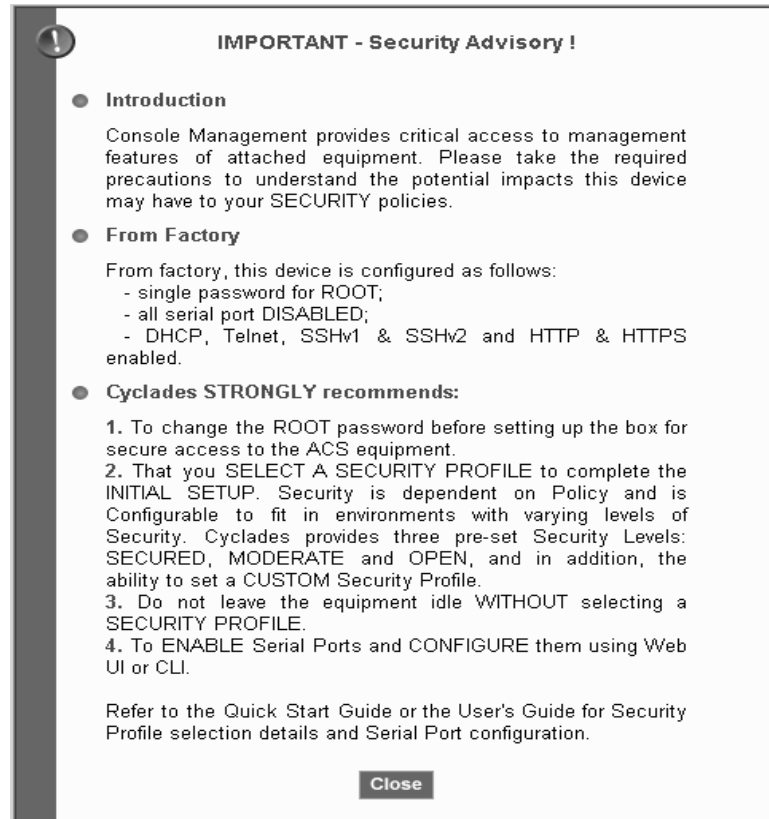 !
IMPORTANT - Security Advisory !
Introduction
Console Management provides critical access to management
features of attached equipment. Please take the required
precautions to understand the potential impacts this device
may have to your SECURITY policies.
From Factory
From factory, this device is configured as follows:
- single password for ROOT;
- all serial port DISABLED;
- DHCP, Telnet, SSHv1 & SSHv2 and HTTP & HTTPS
enabled.
Cyclades STRONGLY recommends:
1. To change the ROOT password before setting up the box for
secure access to the ACS equipment.
2. That you SELECT A SECURITY PROFILE to complete the
INITIAL SETUP. Security is dependent on Policy and is
Configurable to fit in environments with varying levels of
Security. Cyclades provides three pre-set Security Levels:
SECURED, MODERATE and OPEN, and in addition, the
ability to set a CUSTOM Security Profile.
3. Do not leave the equipment idle WITHOUT selecting a
SECURITY PROFILE.
4. To ENABLE Serial Ports and CONFIGURE them using Web
UI or CLI.
Refer to the Quick Start Guide or the User's Guide for Security
Profile selection details and Serial Port configuration.
Close